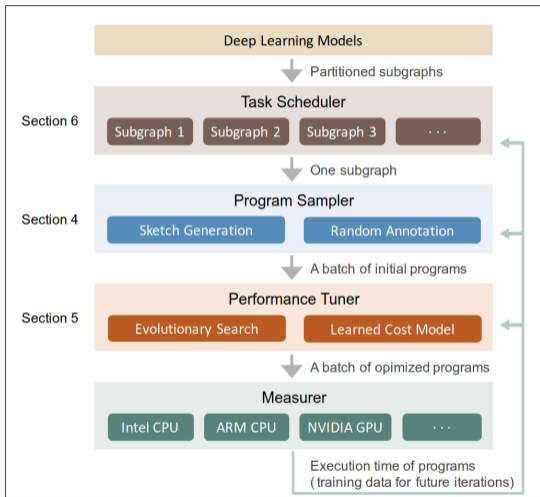 Deep Learning Models
Partitioned subgraphs
Section 6
Task Scheduler
Subgraph 1 Subgraph 2 Subgraph 3 . . .
One subgraph
Section 4
Program Sampler
Sketch Generation Random Annotation
A batch of initial programs
Section 5
Performance Tuner
Evolutionary Search Learned Cost Model
A batch of opimized programs
Measurer
Intel CPU ARM CPU NVIDIA GPU . . .
Execution time of programs
(training data for future iterations)